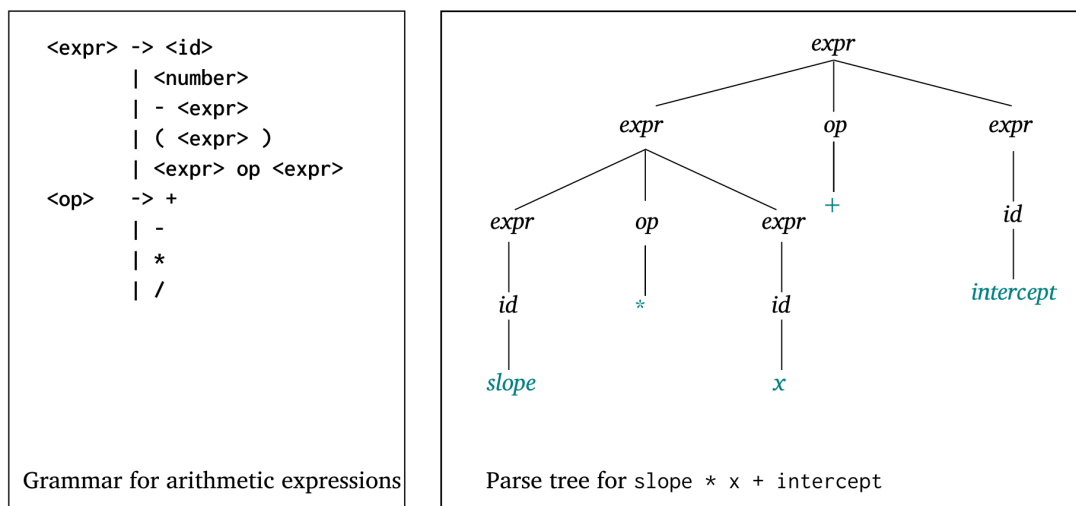 <expr> -> <id>
| <number>
| - <expr>
| ( <expr> )
| <expr> op <expr>
<op> -> +
| -
| *
| /
Grammar for arithmetic expressions
expr
expr op expr
expr op expr + id
id * id intercept
slope x
Parse tree for slope * x + intercept